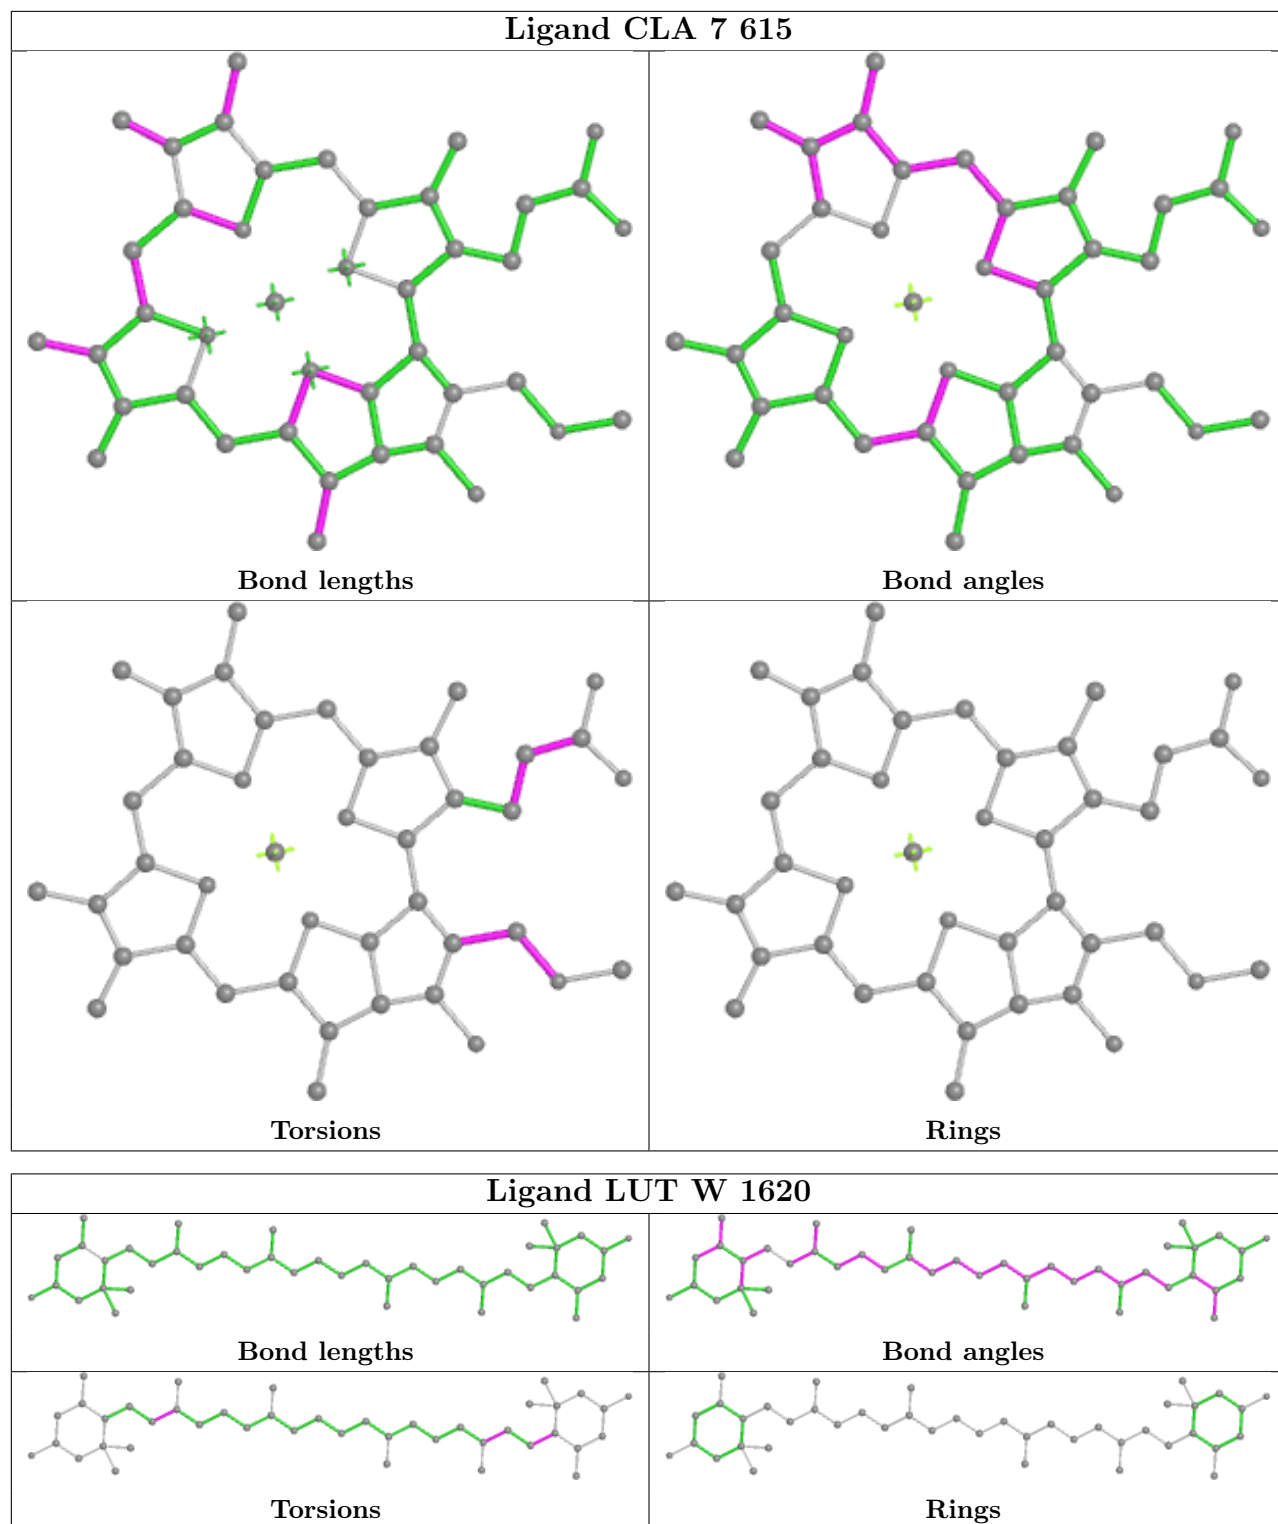 Ligand CLA 7 615
Bond lengths
Bond angles
Torsions
Rings
Ligand LUT W 1620
Bond lengths
Bond angles
Torsions
Rings